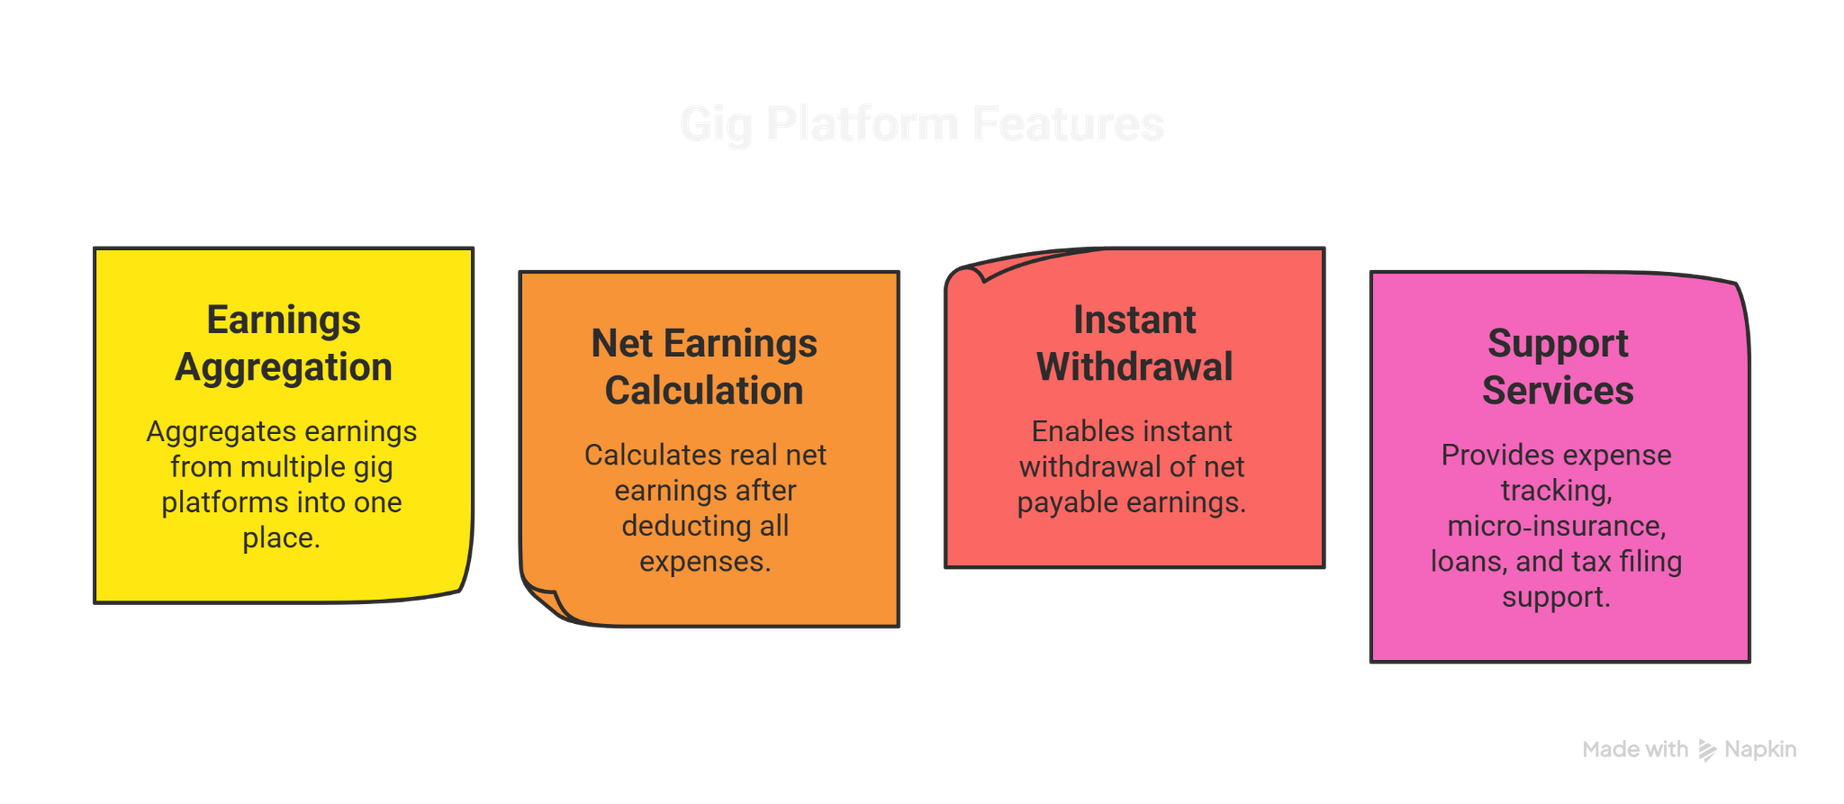 Gig Platform Features
Earnings
Aggregation
Aggregates earnings
from multiple gig
platforms into one
place.
Net Earnings
Calculation
Calculates real net
earnings after
deducting all
expenses.
Instant
Withdrawal
Enables instant
withdrawal of net
payable earnings.
Support
Services
Provides expense
tracking,
micro-insurance,
loans, and tax filing
support.
Made with Napkin